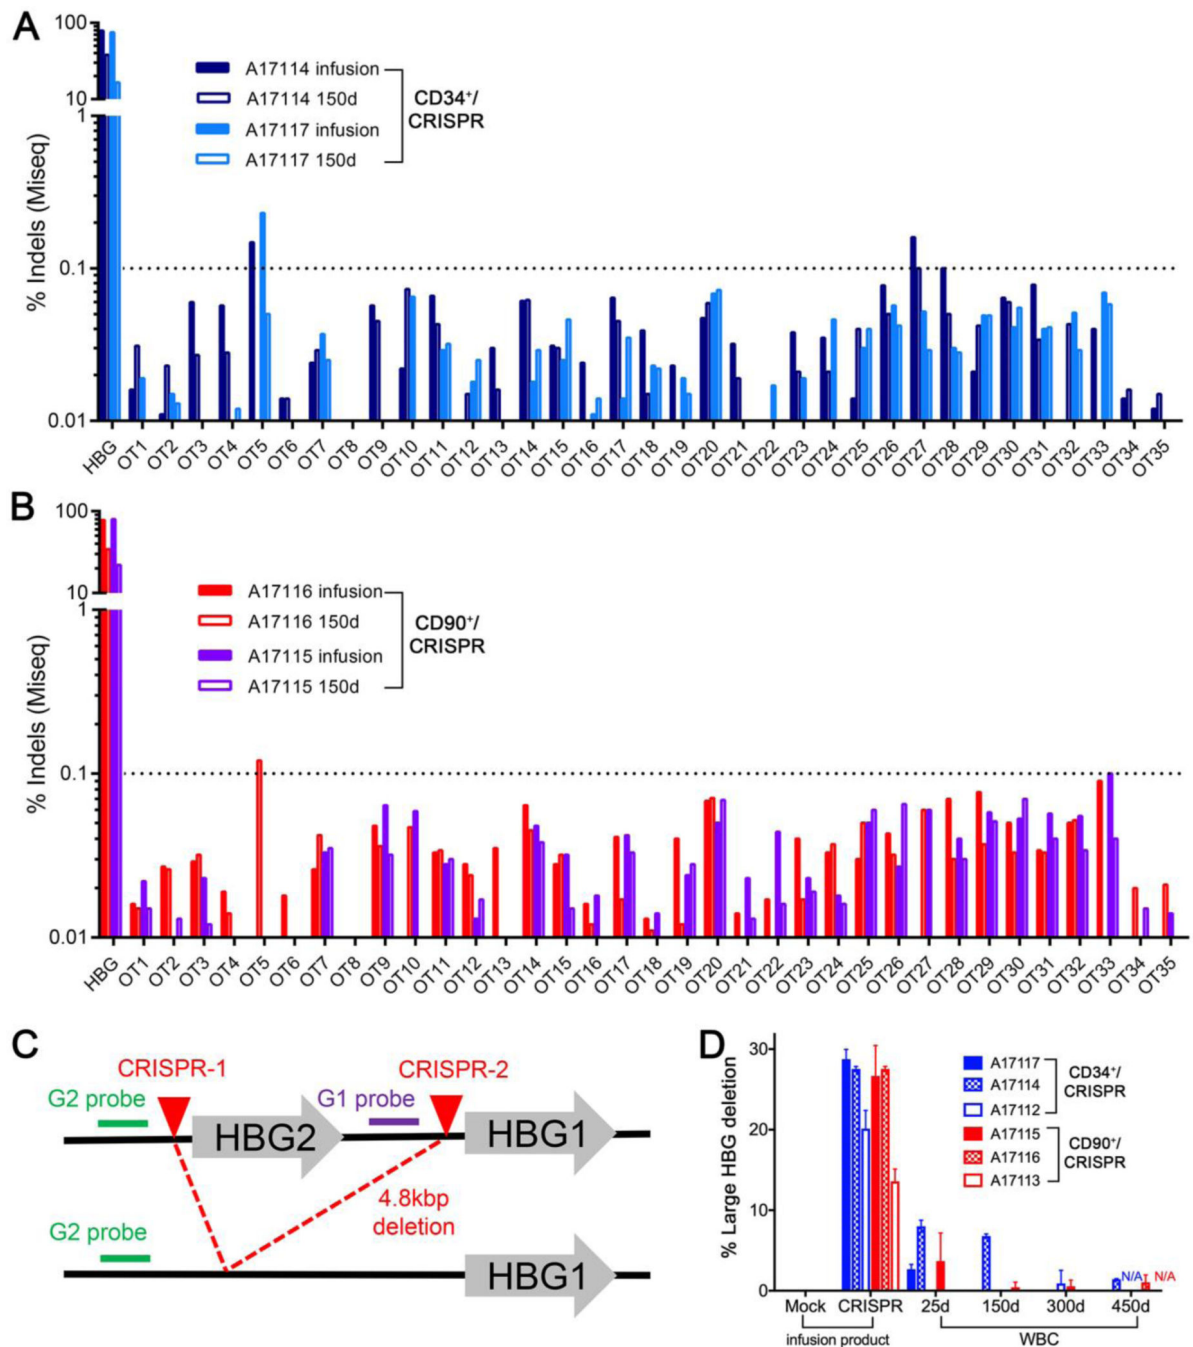 A
% Indels (Miseq)
100
10
1
0.1
0.01
A17114 infusion
A17114 150d
A17117 infusion
A17117 150d
CD34⁺/
CRISPR
HBG OT1 OT2 OT3 OT4 OT5 OT6 OT7 OT8 OT9 OT10 OT11 OT12 OT13 OT14 OT15 OT16 OT17 OT18 OT19 OT20 OT21 OT22 OT23 OT24 OT25 OT26 OT27 OT28 OT29 OT30 OT31 OT32 OT33 OT34 OT35
B
% Indels (Miseq)
100
10
1
0.1
0.01
A17116 infusion
A17116 150d
A17115 infusion
A17115 150d
CD90⁺/
CRISPR
HBG OT1 OT2 OT3 OT4 OT5 OT6 OT7 OT8 OT9 OT10 OT11 OT12 OT13 OT14 OT15 OT16 OT17 OT18 OT19 OT20 OT21 OT22 OT23 OT24 OT25 OT26 OT27 OT28 OT29 OT30 OT31 OT32 OT33 OT34 OT35
C
CRISPR-1
CRISPR-2
G2 probe
G1 probe
HBG2
HBG1
4.8kbp
deletion
G2 probe
HBG1
D
% Large HBG deletion
30
20
10
0
A17117
A17114
A17112
A17115
A17116
A17113
CD34⁺/
CRISPR
CD90⁺/
CRISPR
N/A N/A
Mock CRISPR 25d 150d 300d 450d
infusion product WBC